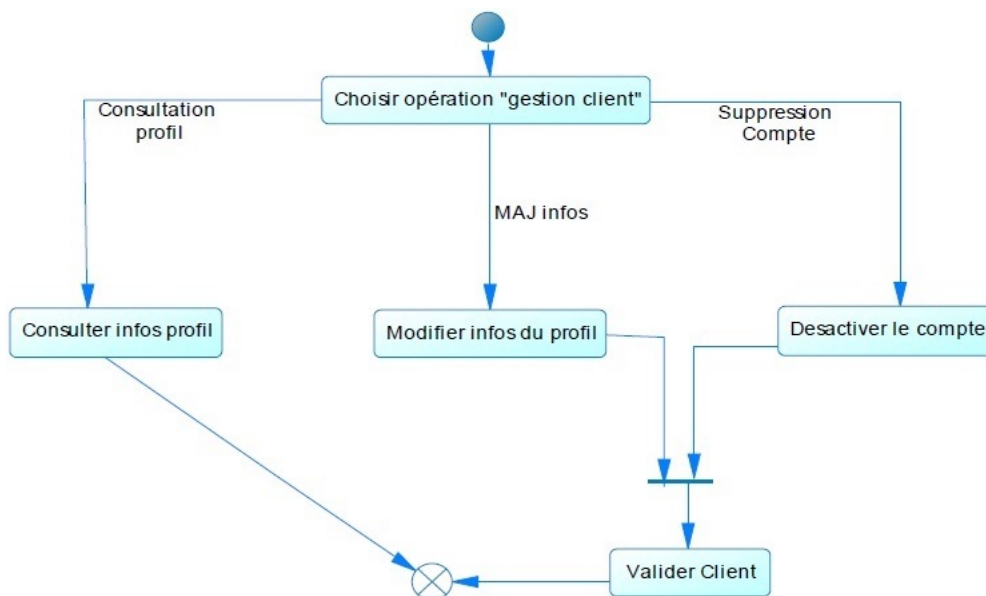 Choisir opération "gestion client"
Consultation
profil
Suppression
Compte
MAJ infos
Consulter infos profil
Modifier infos du profil
Desactiver le compte
Valider Client